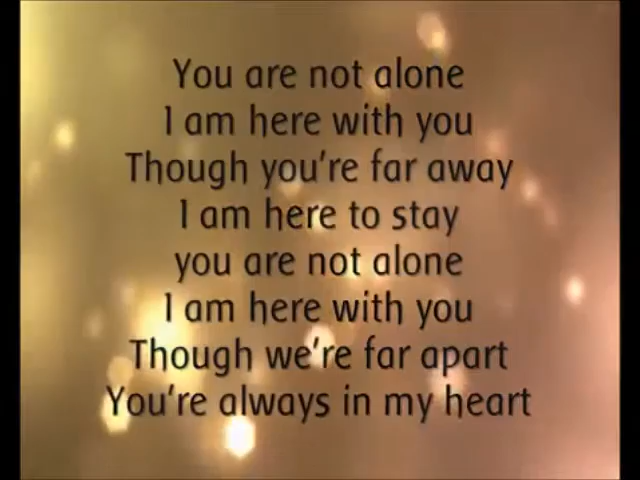 You are not alone
I am here with you
Though you're far away
I am here to stay
you are not alone
I am here with you
Though we're far apart
You're always in my heart